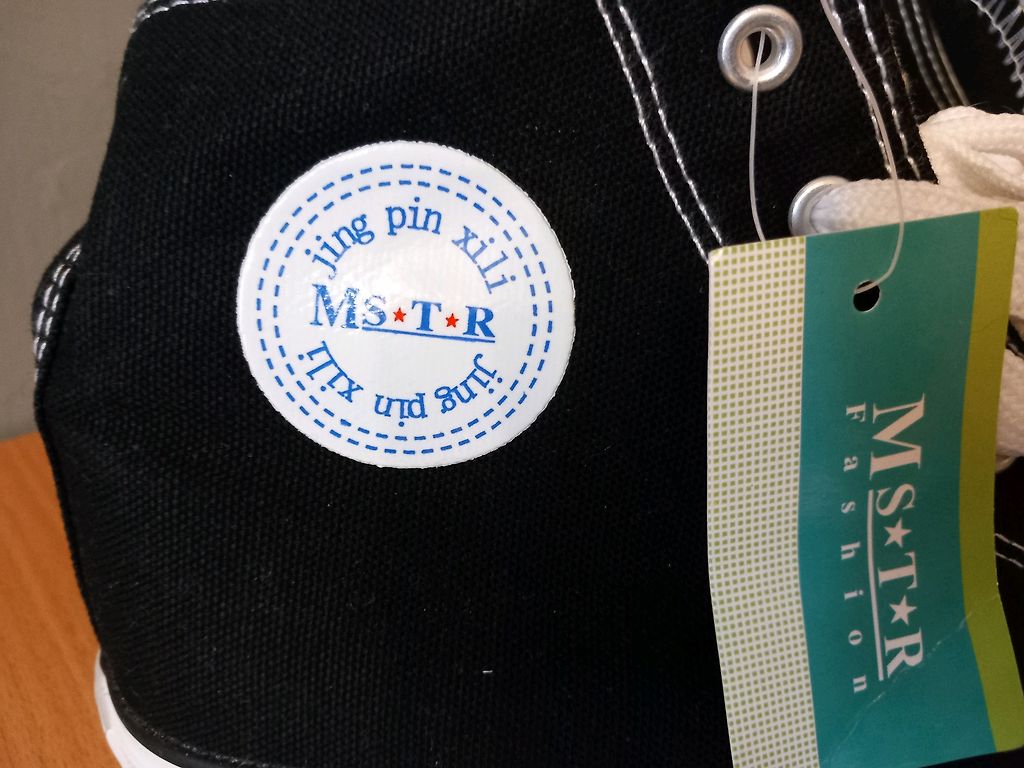 jing pin xili
Ms★T★R
jing pin xili
MS★T★R
Fashion